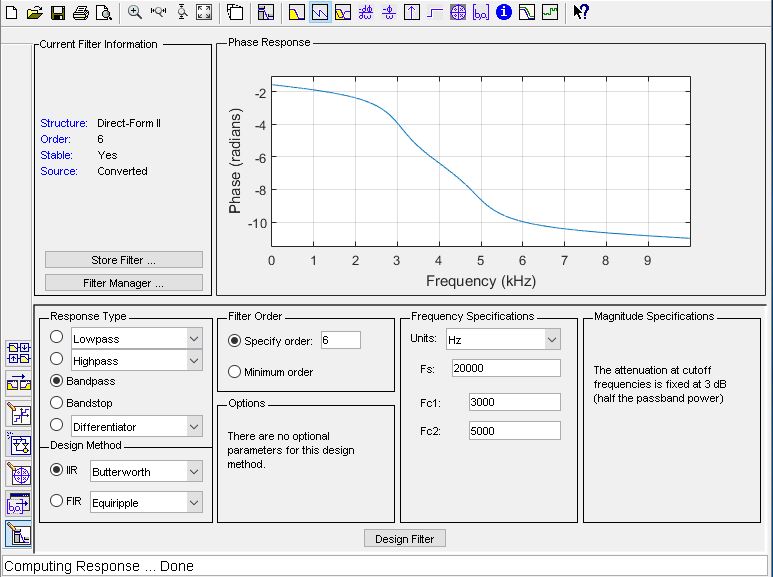 Current Filter Information
Structure: Direct-Form II
Order: 6
Stable: Yes
Source: Converted
Store Filter ...
Filter Manager ...
Phase Response
Phase (radians)
-2
-4
-6
-8
-10
0 1 2 3 4 5 6 7 8 9
Frequency (kHz)
Response Type
Lowpass
Highpass
Bandpass
Bandstop
Differentiator
Design Method
IIR Butterworth
FIR Equiripple
Filter Order
Specify order: 6
Minimum order
Options
There are no optional
parameters for this design
method.
Frequency Specifications
Units: Hz
Fs: 20000
Fc1: 3000
Fc2: 5000
Magnitude Specifications
The attenuation at cutoff
frequencies is fixed at 3 dB
(half the passband power)
Design Filter
Computing Response ... Done